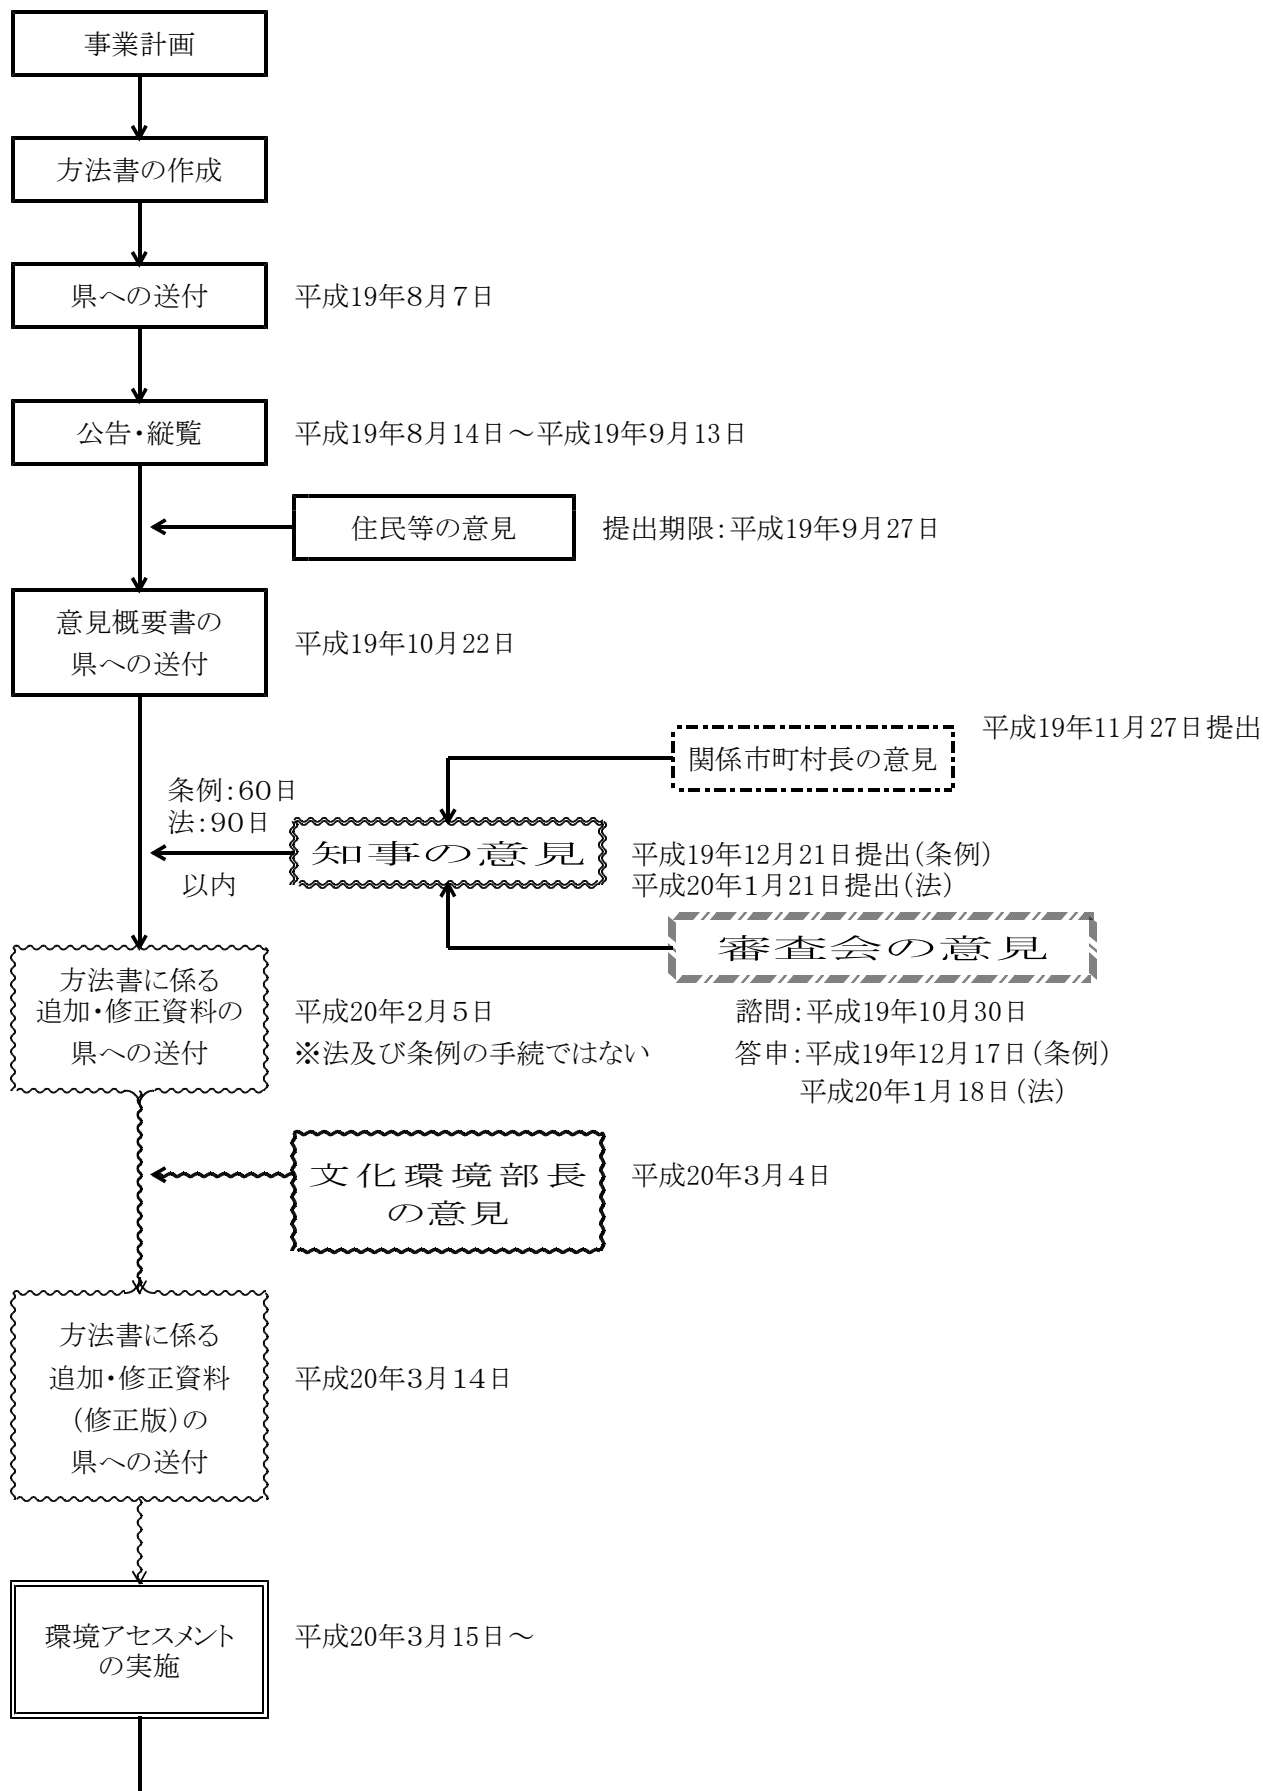 事業計画
方法書の作成
県への送付
平成19年8月7日
公告・縦覧
平成19年8月14日～平成19年9月13日
住民等の意見
提出期限：平成19年9月27日
意見概要書の
県への送付
平成19年10月22日
平成19年11月27日提出
関係市町村長の意見
条例：60日
法：90日
以内
知事の意見
平成19年12月21日提出（条例）
平成20年1月21日提出（法）
審査会の意見
諮問：平成19年10月30日
答申：平成19年12月17日（条例）
平成20年1月18日（法）
方法書に係る
追加・修正資料の
県への送付
平成20年2月5日
※法及び条例の手続ではない
文化環境部長
の意見
平成20年3月4日
方法書に係る
追加・修正資料
（修正版）の
県への送付
平成20年3月14日
環境アセスメント
の実施
平成20年3月15日～